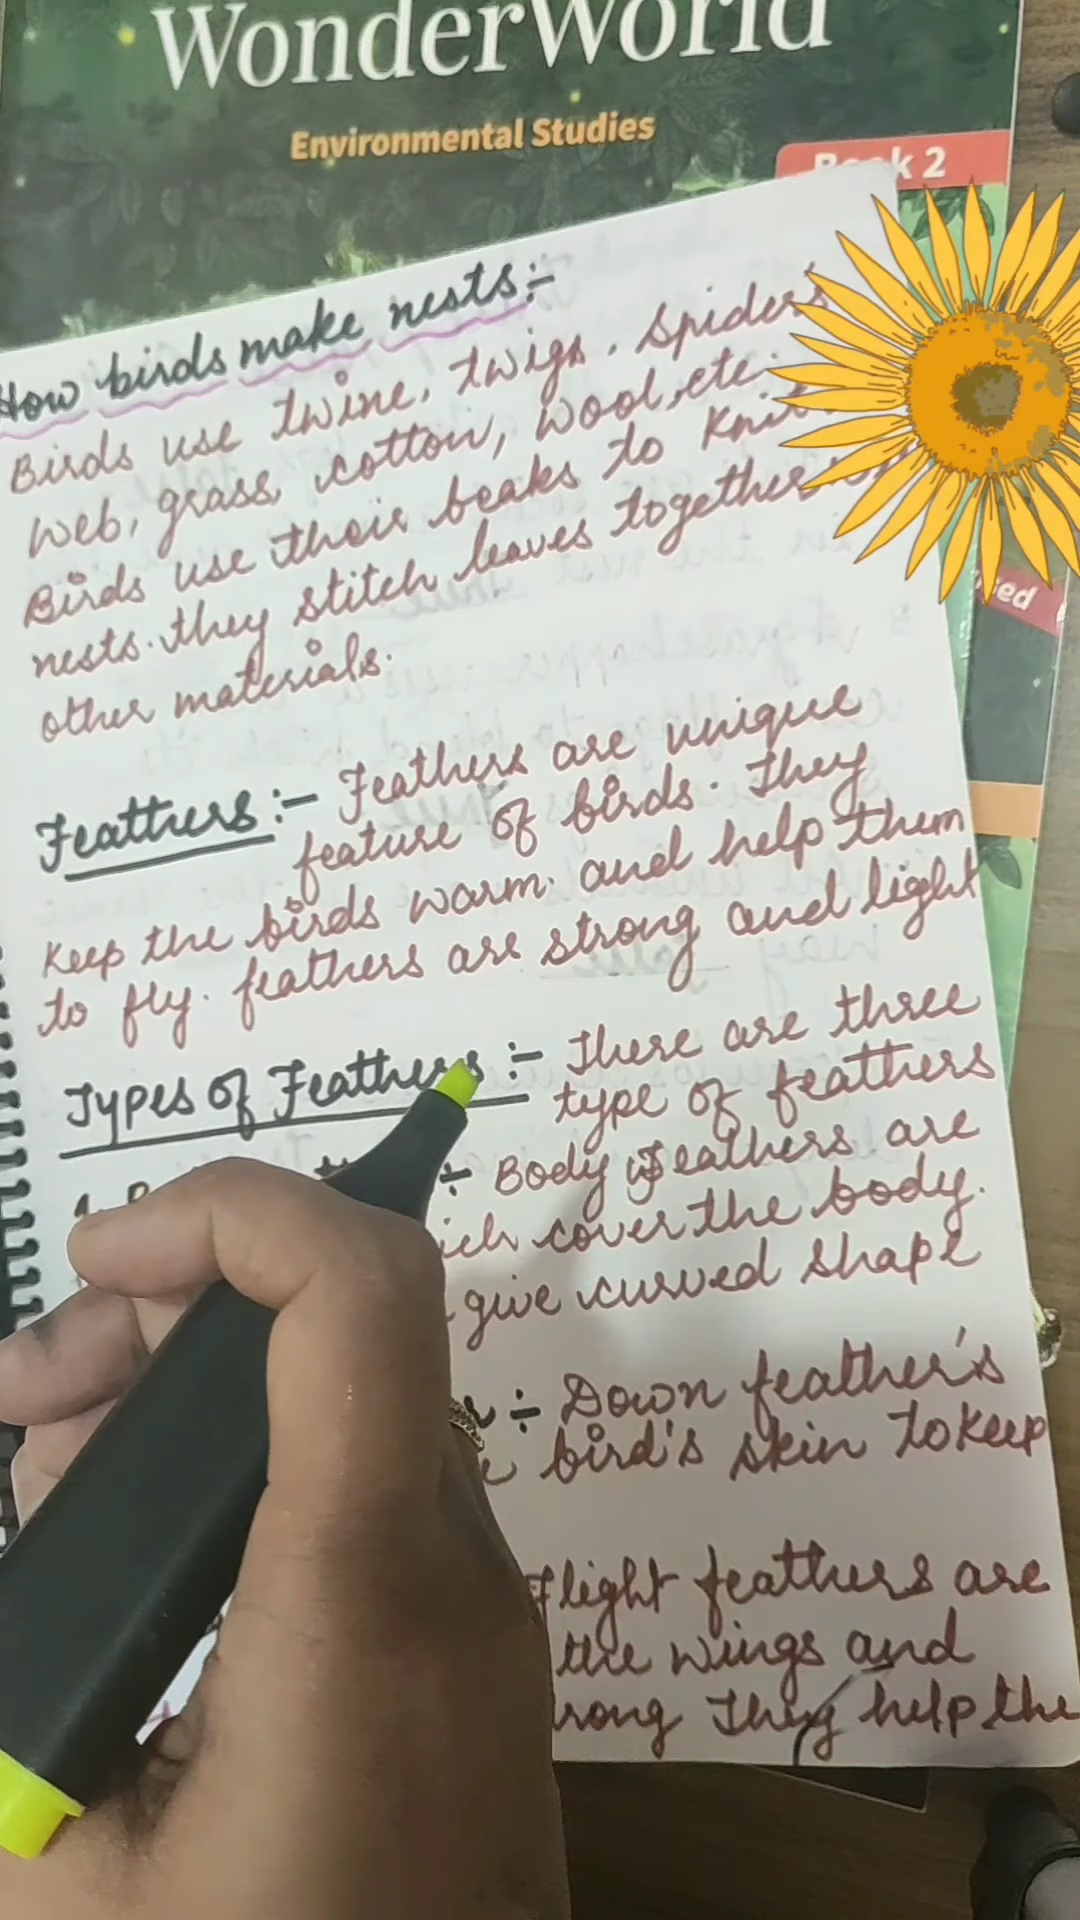 WonderWorld
Environmental Studies
Book 2
How birds make nests:-
Birds use twine, twigs. Spider's
web, grass, cotton, wool, etc.
Birds use their beaks to Knit
nests. they stitch leaves together
other materials.
Feathers :- Feathers are unique
feature of birds. They
Keep the birds warm. and help them
to fly. feathers are strong and light
Types of Feathers :- There are three
type of feathers
÷ Body feathers are
cover the body.
give curved shape
÷ Down feather's
bird's skin to Keep
Flight feathers are
the wings and
They help the